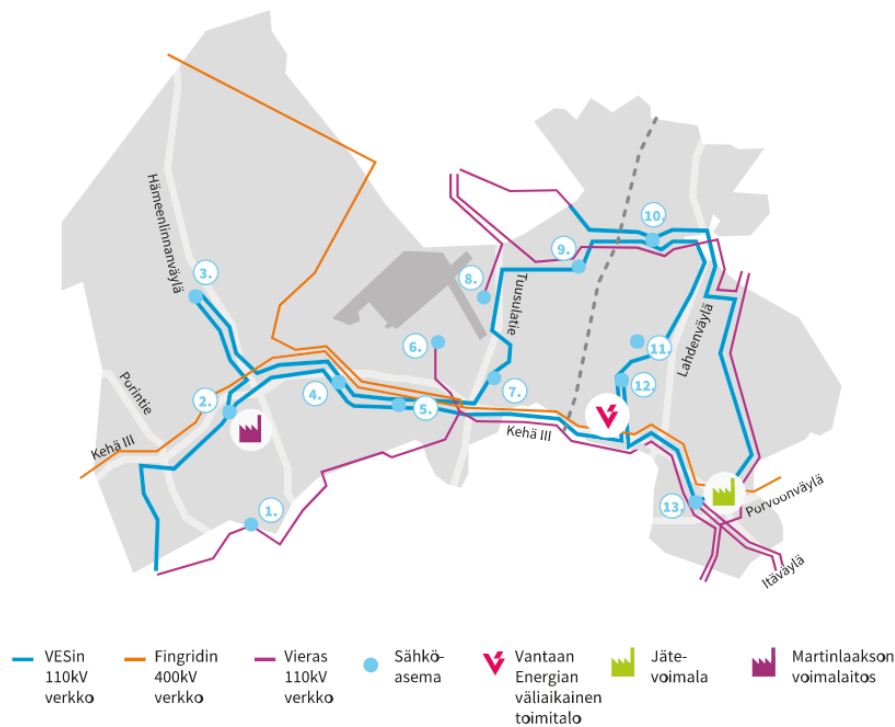 10.
9.
3.
8.
Hämeenlinnanväylä
Tuusulatie
Lahdenväylä
6.
11.
4.
7.
12.
Porintie
2.
5.
Kehä III
Kehä III
1.
13.
Porvoonväylä
Itäväylä
VESin
110kV
verkko
Fingridin
400kV
verkko
Vieras
110kV
verkko
Sähkö-
asema
Vantaan
Energian
väliaikainen
toimitalo
Jäte-
voimala
Martinlaakson
voimalaitos